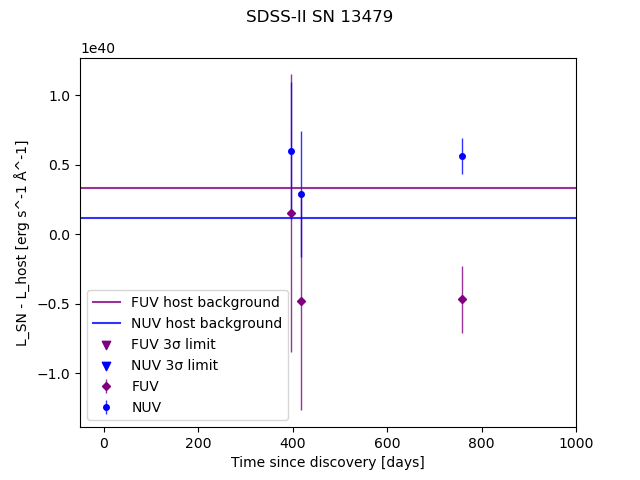 SDSS-II SN 13479
1e40
1.0
0.5
0.0
−0.5
−1.0
L_SN - L_host [erg s^-1 Å^-1]
FUV host background
NUV host background
FUV 3σ limit
NUV 3σ limit
FUV
NUV
0 200 400 600 800 1000
Time since discovery [days]